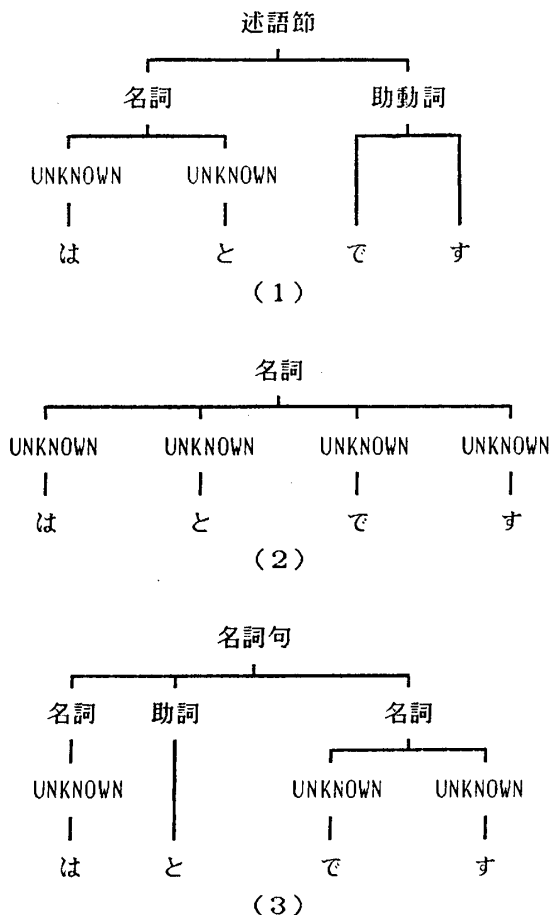 述語節
名詞 助動詞
UNKNOWN UNKNOWN
は と で す
(1)
名詞
UNKNOWN UNKNOWN UNKNOWN UNKNOWN
は と で す
(2)
名詞句
名詞 助詞 名詞
UNKNOWN UNKNOWN UNKNOWN
は と で す
(3)